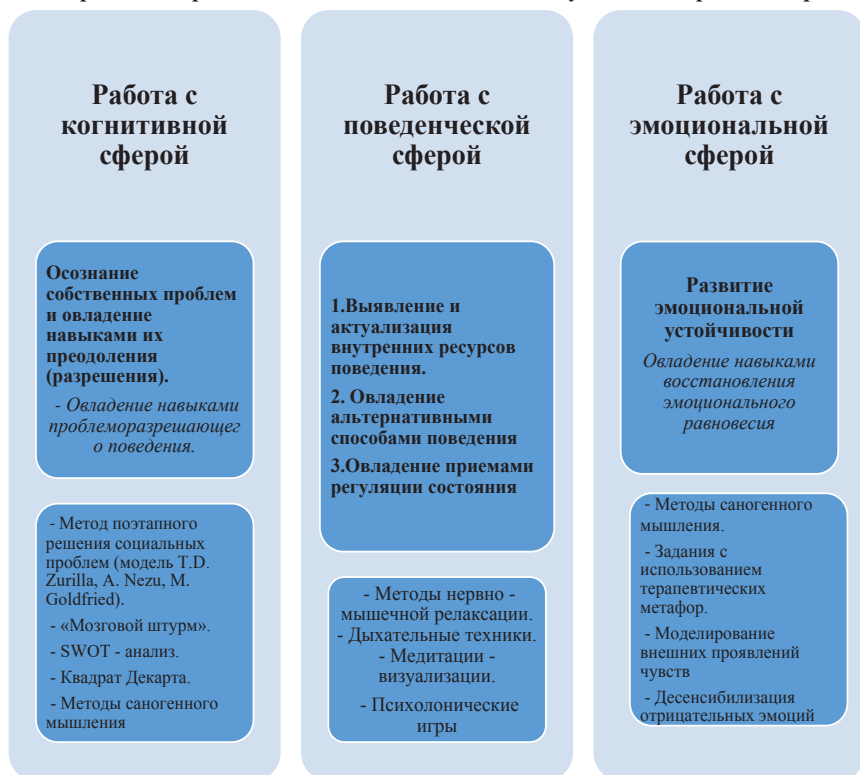 Работа с
когнитивной
сферой
Осознание
собственных проблем
и овладение
навыками их
преодоления
(разрешения).
- Овладение навыками
проблеморазрешающег
о поведения.
- Метод поэтапного
решения социальных
проблем (модель T.D.
Zurilla, A. Nezu, M.
Goldfried).
- «Мозговой штурм».
- SWOT - анализ.
- Квадрат Декарта.
- Методы саногенного
мышления
Работа с
поведенческой
сферой
1.Выявление и
актуализация
внутренних ресурсов
поведения.
2. Овладение
альтернативными
способами поведения
3.Овладение приемами
регуляции состояния
- Методы нервно -
мышечной релаксации.
- Дыхательные техники.
- Медитации -
визуализации.
- Психолонические
игры
Работа с
эмоциональной
сферой
Развитие
эмоциональной
устойчивости
Овладение навыками
восстановления
эмоционального
равновесия
- Методы саногенного
мышления.
- Задания с
использованием
терапевтических
метафор.
- Моделирование
внешних проявлений
чувств
- Десенсибилизация
отрицательных эмоций